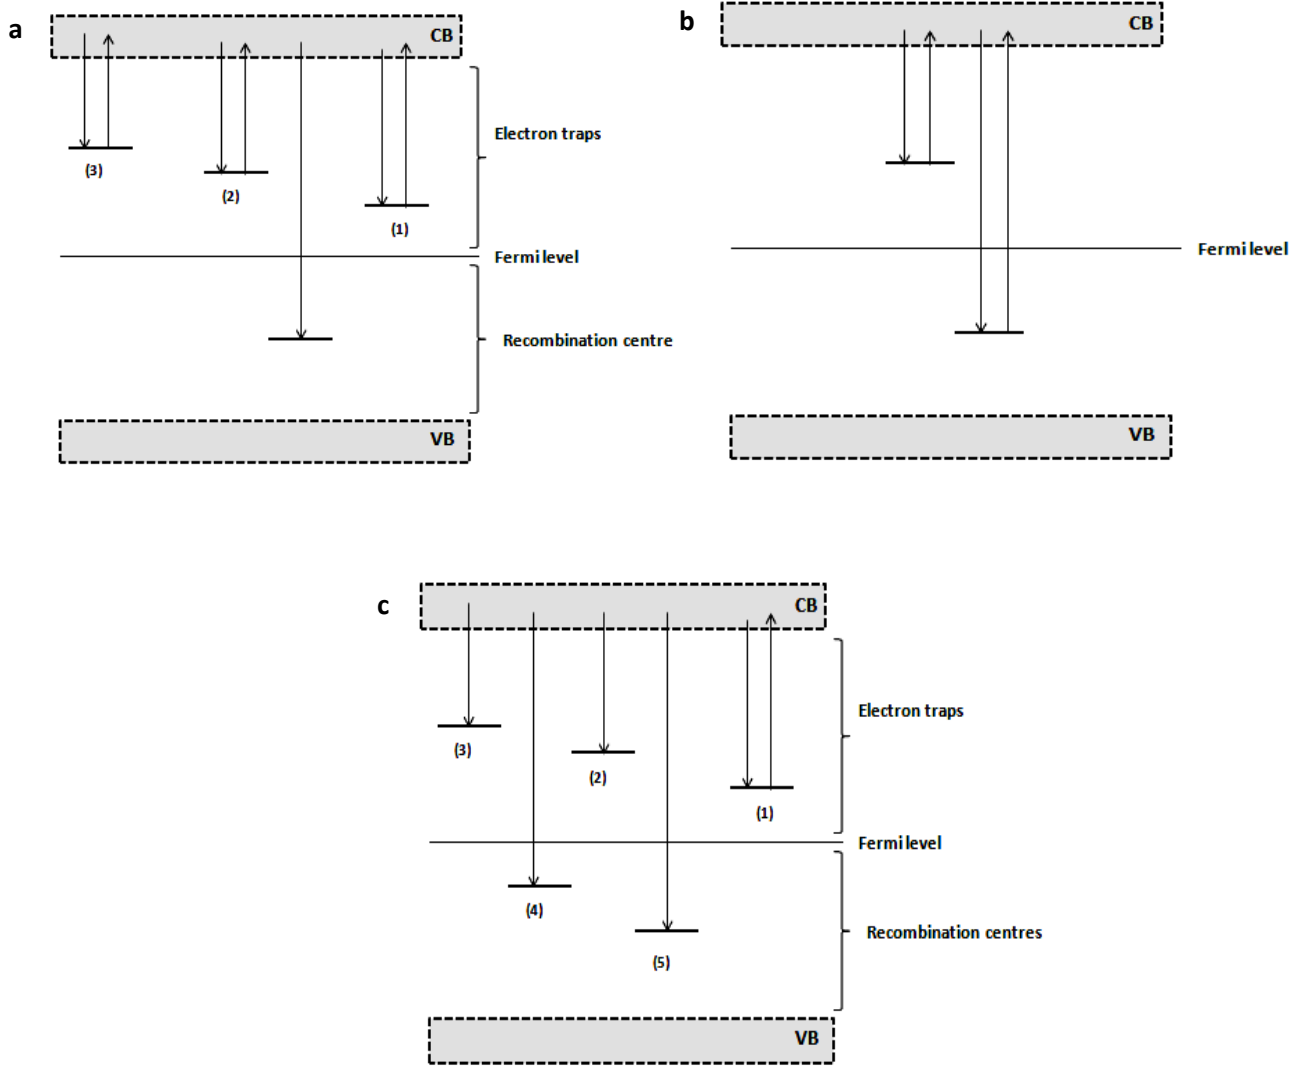 a
CB
Electron traps
(3)
(2)
(1)
Fermi level
Recombination centre
VB
b
CB
Fermi level
VB
c
CB
Electron traps
(3)
(2)
(1)
Fermi level
(4)
Recombination centres
(5)
VB